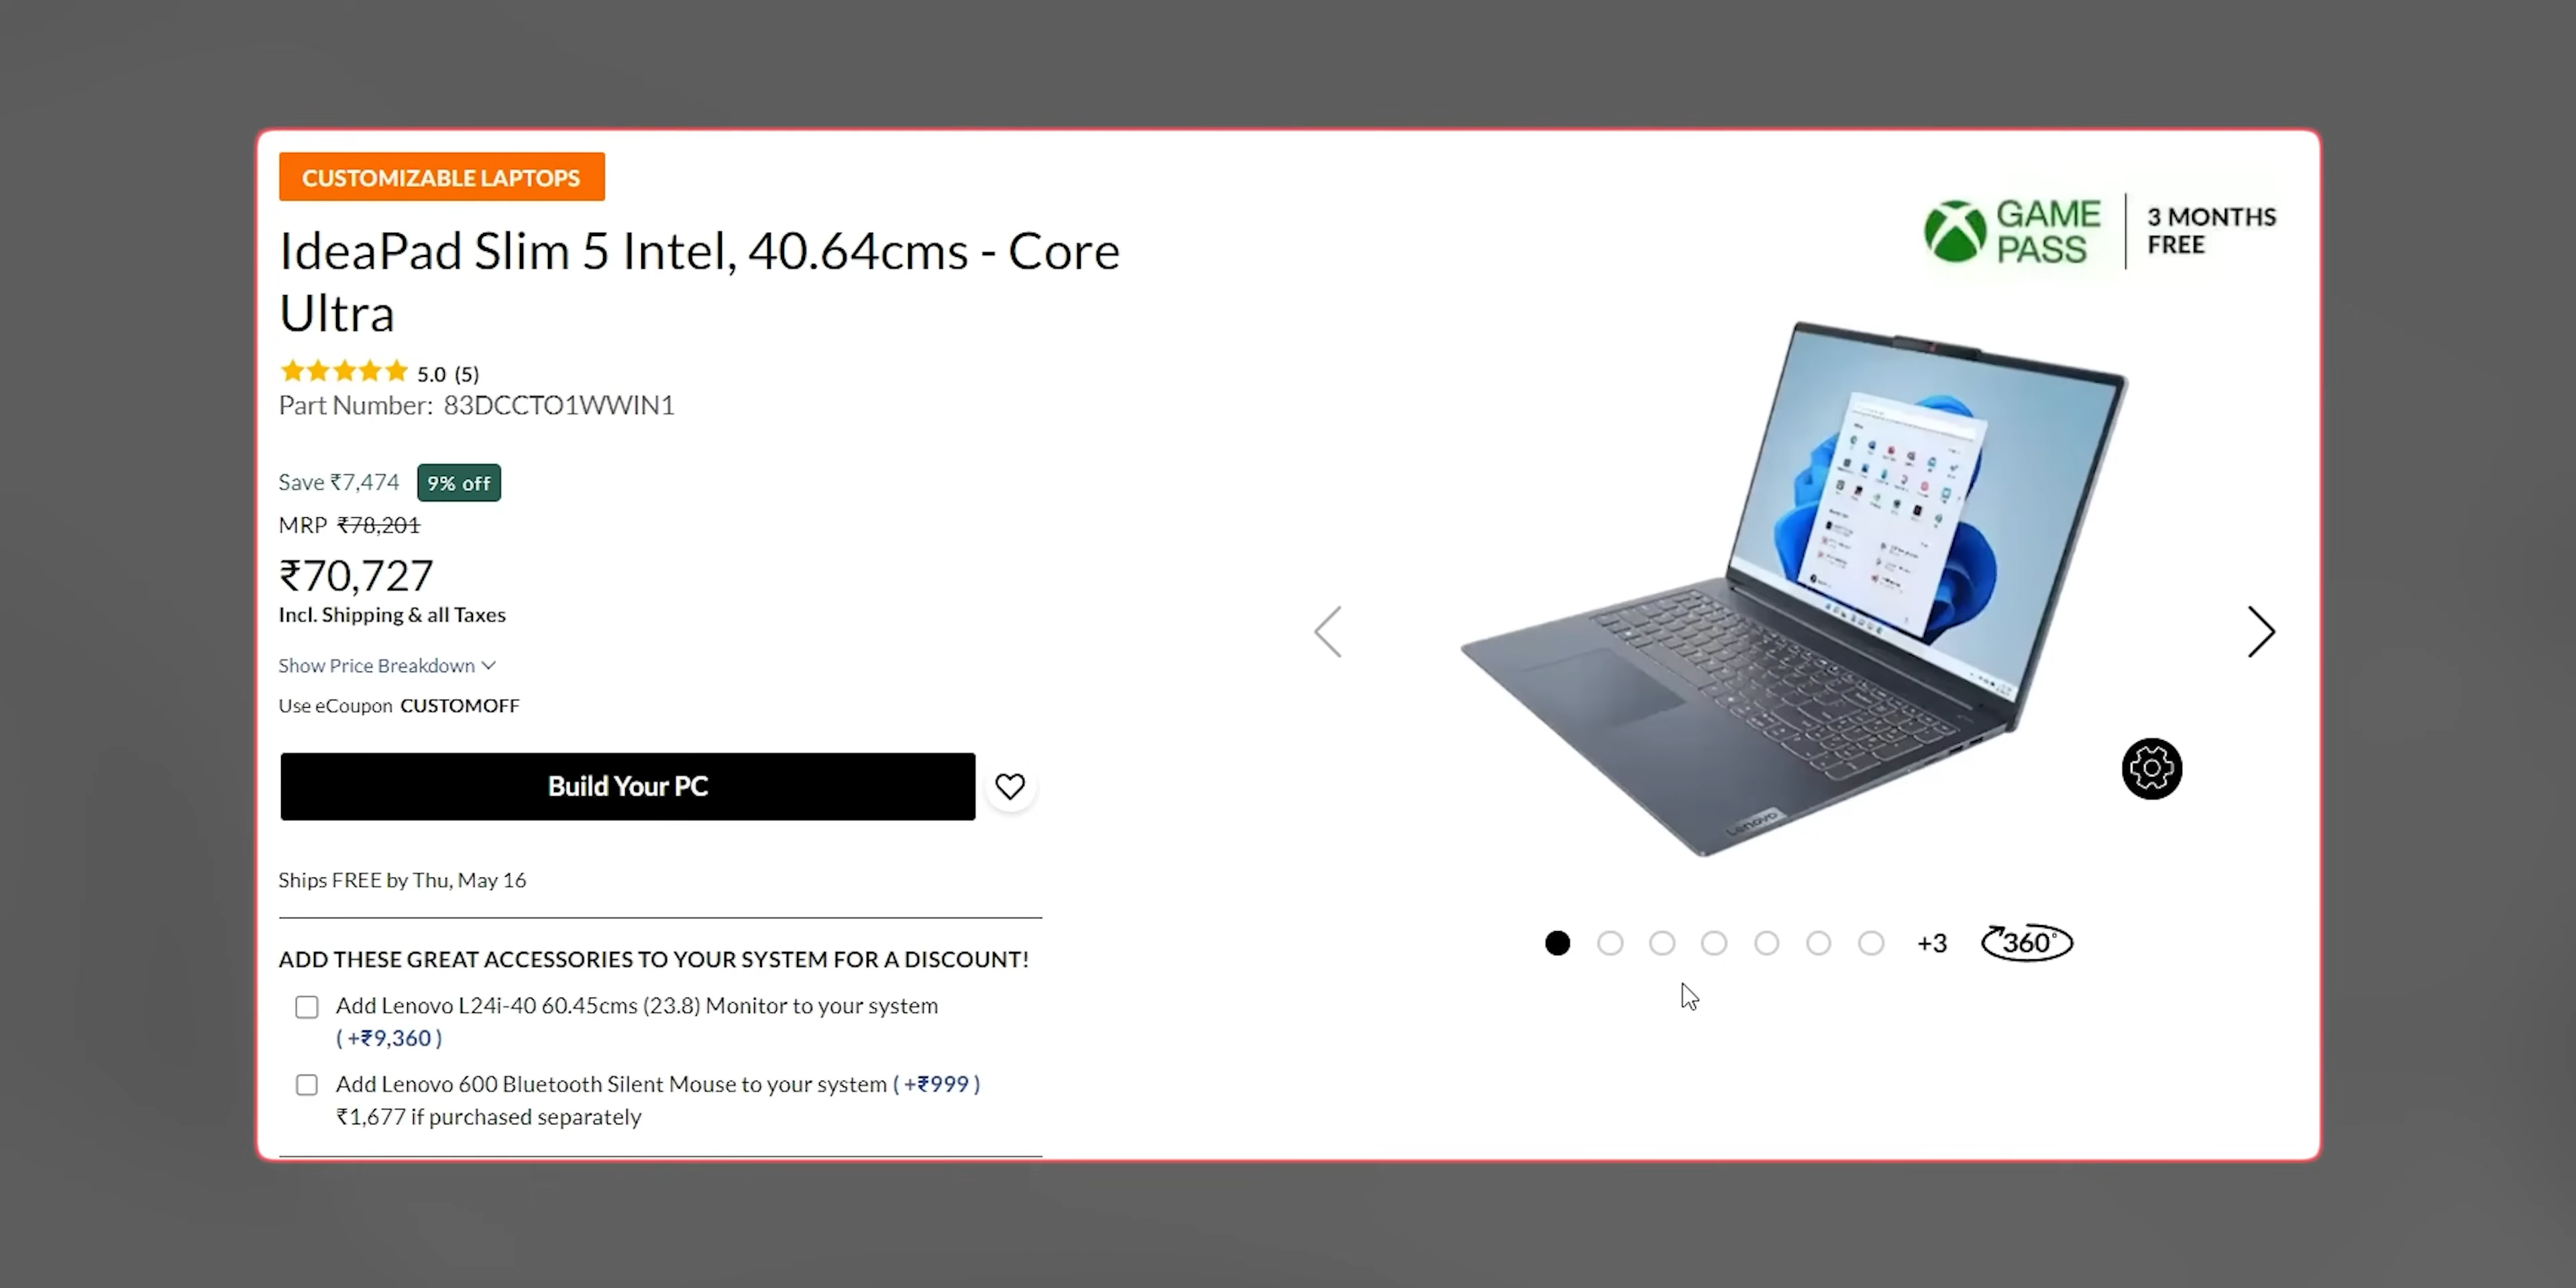 CUSTOMIZABLE LAPTOPS
IdeaPad Slim 5 Intel, 40.64cms - Core
Ultra
5.0 (5)
Part Number: 83DCCTO1WWIN1
Save ₹7,474 9% off
MRP ₹78,201
₹70,727
Incl. Shipping & all Taxes
Show Price Breakdown
Use eCoupon CUSTOMOFF
Build Your PC
Ships FREE by Thu, May 16
ADD THESE GREAT ACCESSORIES TO YOUR SYSTEM FOR A DISCOUNT!
Add Lenovo L24i-40 60.45cms (23.8) Monitor to your system
(+₹9,360)
Add Lenovo 600 Bluetooth Silent Mouse to your system (+₹999)
₹1,677 if purchased separately
GAME
PASS
3 MONTHS
FREE
Lenovo
+3
360°